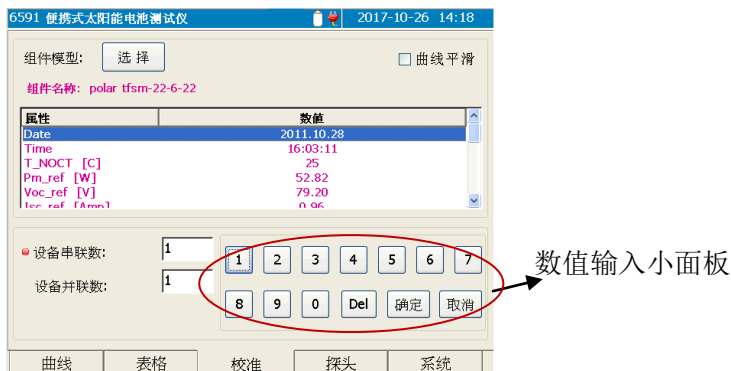 6591 便携式太阳能电池测试仪 2017-10-26 14:18
组件模型: 选 择 曲线平滑
组件名称: polar tfsm-22-6-22
属性 数值
Date 2011.10.28
Time 16:03:11
T_NOCT [C] 25
Pm_ref [W] 52.82
Voc_ref [V] 79.20
Isc_ref [Amp] 0.96
设备串联数: 1
1 2 3 4 5 6 7
数值输入小面板
设备并联数: 1
8 9 0 Del 确定 取消
曲线 表格 校准 探头 系统